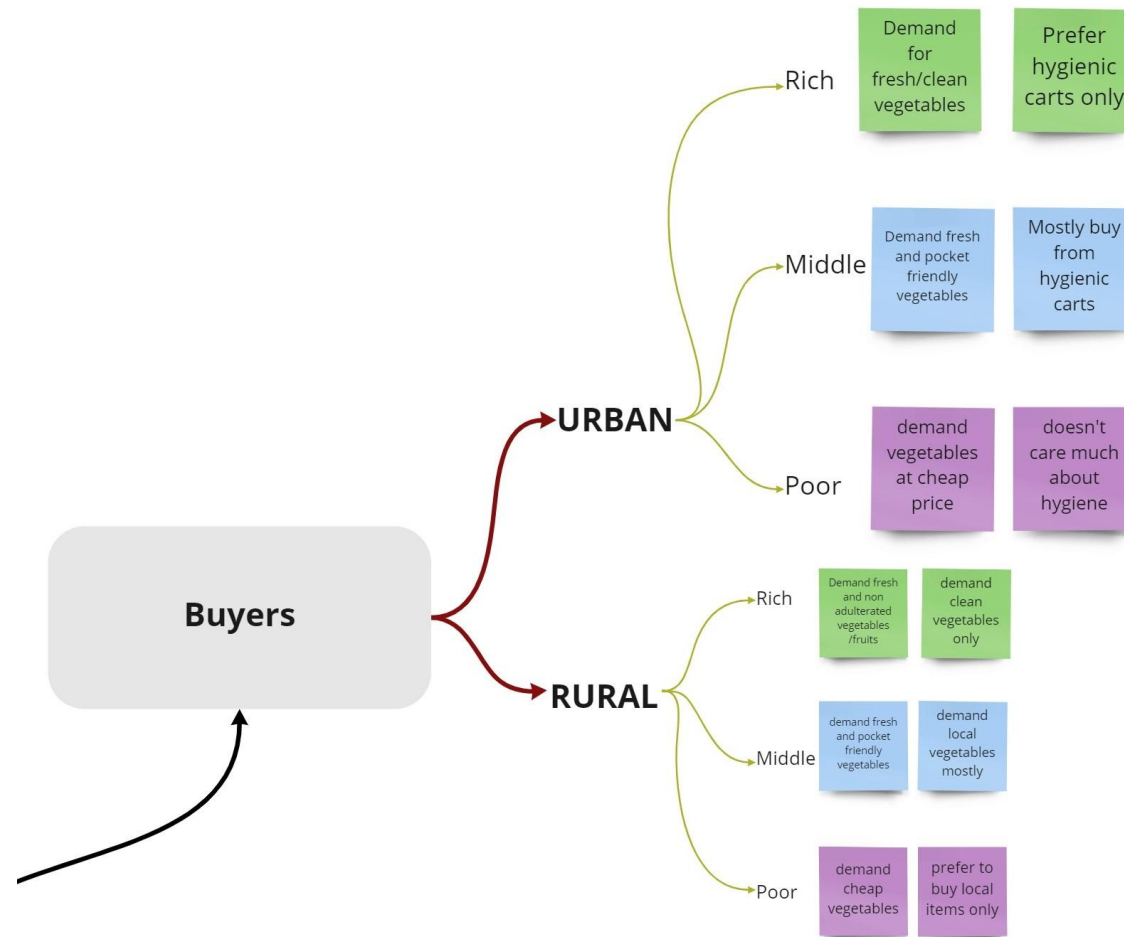 Buyers
URBAN
Rich
Demand
for
fresh/clean
vegetables
Prefer
hygienic
carts only
Middle
Demand fresh
and pocket
friendly
vegetables
Mostly buy
from
hygienic
carts
Poor
demand
vegetables
at cheap
price
doesn't
care much
about
hygiene
RURAL
Rich
Demand fresh
and non
adulterated
vegetables
/fruits
demand
clean
vegetables
only
Middle
demand fresh
and pocket
friendly
vegetables
demand
local
vegetables
mostly
Poor
demand
cheap
vegetables
prefer to
buy local
items only